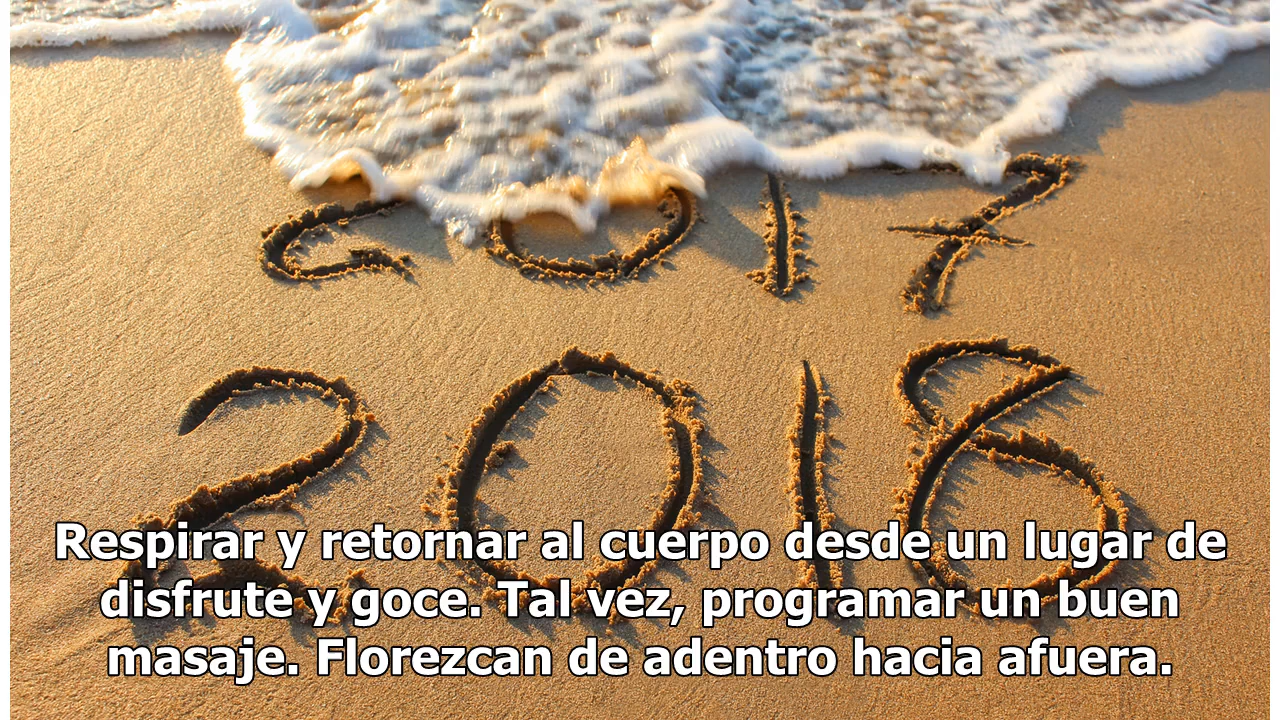 2017
2018
Respirar y retornar al cuerpo desde un lugar de
disfrute y goce. Tal vez, programar un buen
masaje. Florezcan de adentro hacia afuera.